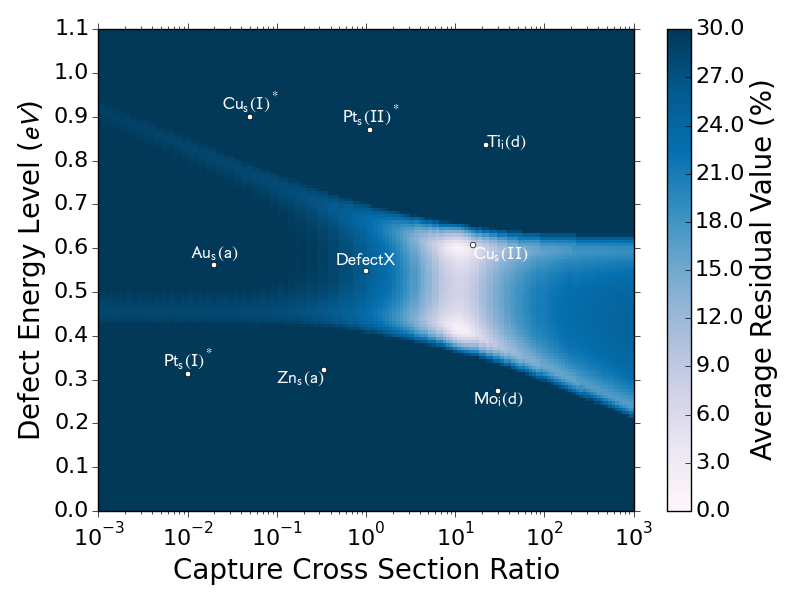 1.1
1.0
0.9
0.8
0.7
0.6
0.5
0.4
0.3
0.2
0.1
0.0
Defect Energy Level (eV)
Cuₛ(I)*
Ptₛ(II)*
Tiᵢ(d)
Auₛ(a)
DefectX
Cuₛ(II)
Ptₛ(I)*
Znₛ(a)
Moᵢ(d)
10⁻³ 10⁻² 10⁻¹ 10⁰ 10¹ 10² 10³
Capture Cross Section Ratio
30.0
27.0
24.0
21.0
18.0
15.0
12.0
9.0
6.0
3.0
0.0
Average Residual Value (%)